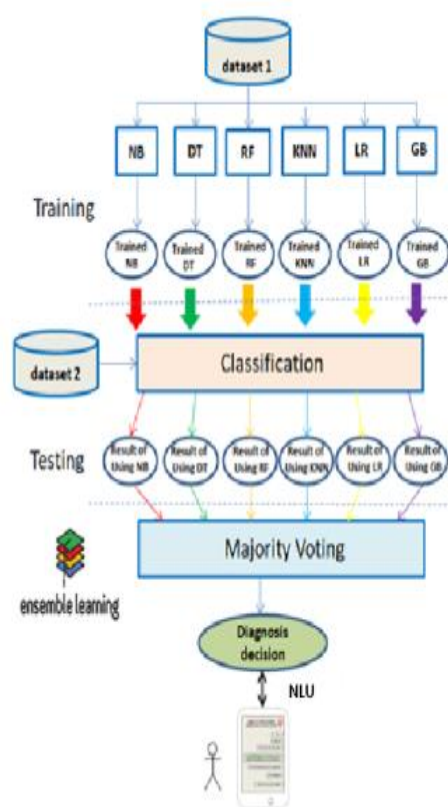 dataset 1
NB DT RF KNN LR GB
Training
Trained NB
Trained DT
Trained RF
Trained KNN
Trained LR
Trained GB
dataset 2
Classification
Testing
Result of Using NB
Result of Using DT
Result of Using RF
Result of Using KNN
Result of Using LR
Result of Using GB
Majority Voting
ensemble learning
Diagnosis
decision
NLU